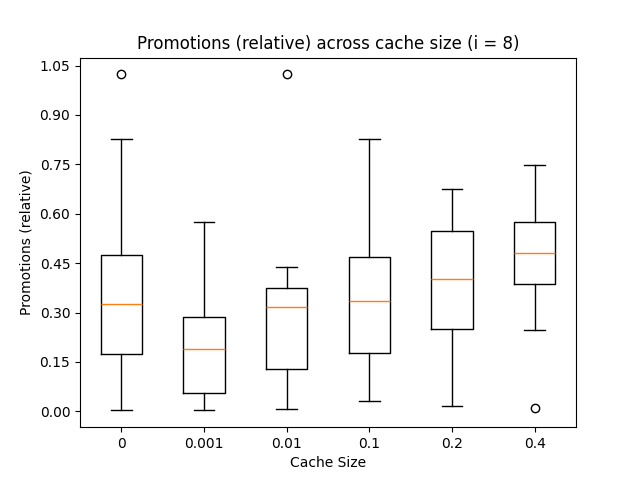 Promotions (relative) across cache size (i = 8)
Promotions (relative)
1.05
0.90
0.75
0.60
0.45
0.30
0.15
0.00
0 0.001 0.01 0.1 0.2 0.4
Cache Size